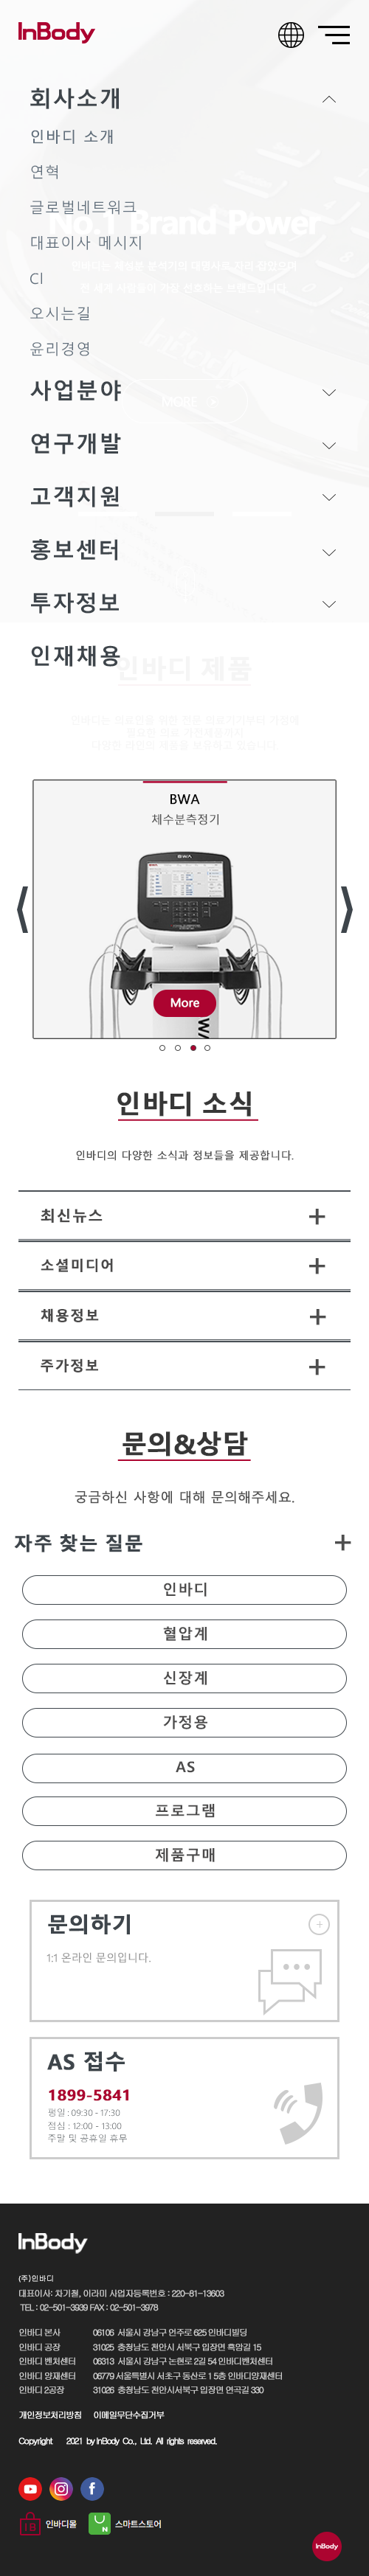 InBody
회사소개
인바디 소개
연혁
글로벌네트워크
No.1 Brand Power
대표이사 메시지
CI
오시는길
윤리경영
사업분야
MORE
연구개발
고객지원
홍보센터
투자정보
인재채용
인바디 제품
BWA
체수분측정기
BWA
More
인바디 소식
인바디의 다양한 소식과 정보들을 제공합니다.
최신뉴스
소셜미디어
채용정보
주가정보
문의&상담
궁금하신 사항에 대해 문의해주세요.
자주 찾는 질문
인바디
혈압계
신장계
가정용
AS
프로그램
제품구매
문의하기
1:1 온라인 문의입니다.
AS 접수
1899-5841
평일 : 09:30 - 17:30
점심 : 12:00 - 13:00
주말 및 공휴일 휴무
InBody
(주)인바디
대표이사: 차기철, 이라미 사업자등록번호 : 220-81-13603
TEL : 02-501-3939 FAX : 02-501-3978
인바디 본사 06106 서울시 강남구 언주로 625 인바디빌딩
인바디 공장 31025 충청남도 천안시 서북구 입장면 흑암길 15
인바디 벤처센터 06313 서울시 강남구 논현로 2길 54 인바디벤처센터
인바디 양재센터 06779 서울특별시 서초구 동산로 1 5층 인바디양재센터
인바디 2공장 31026 충청남도 천안시서북구 입장면 연곡길 330
개인정보처리방침 이메일무단수집거부
Copyright 2021 by InBody Co., Ltd. All rights reserved.
인바디몰 스마트스토어
InBody